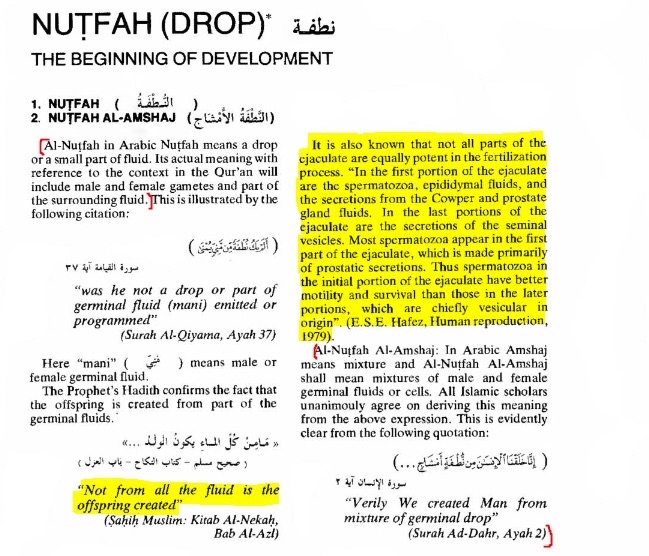 NUṬFAH (DROP)* نطفـة
THE BEGINNING OF DEVELOPMENT
1. NUṬFAH ( النُّطْفَةُ )
2. NUṬFAH AL-AMSHAJ (النُّطْفَةُ الأَمْشَاج)
Al-Nuṭfah in Arabic Nuṭfah means a drop
or a small part of fluid. Its actual meaning with
reference to the context in the Qur'an will
include male and female gametes and part of
the surrounding fluid. This is illustrated by the
following citation:
( أَلَمْ يَكُ نُطْفَةً مِّن مَّنِيٍّ يُمْنَىٰ )
سورة القيامة آية ٣٧
“was he not a drop or part of
germinal fluid (mani) emitted or
programmed”
(Surah Al-Qiyama, Ayah 37)
Here “mani” ( مَنِيّ ) means male or
female germinal fluid.
The Prophet's Hadith confirms the fact that
the offspring is created from part of the
germinal fluids.
« مَا مِنْ كُلِّ المـاءِ يكونُ الولـد ... »
( صحيح مسلم - كتاب النكاح - باب العزل )
“Not from all the fluid is the
offspring created”
(Ṣaḥiḥ Muslim: Kitab Al-Nekaḥ,
Bab Al-Azl)
It is also known that not all parts of the
ejaculate are equally potent in the fertilization
process. “In the first portion of the ejaculate
are the spermatozoa, epididymal fluids, and
the secretions from the Cowper and prostate
gland fluids. In the last portions of the
ejaculate are the secretions of the seminal
vesicles. Most spermatozoa appear in the first
part of the ejaculate, which is made primarily
of prostatic secretions. Thus spermatozoa in
the initial portion of the ejaculate have better
motility and survival than those in the later
portions, which are chiefly vesicular in
origin”. (E.S.E. Hafez, Human reproduction,
1979).
Al-Nuṭfah Al-Amshaj: In Arabic Amshaj
means mixture and Al-Nuṭfah Al-Amshaj
shall mean mixtures of male and female
germinal fluids or cells. All Islamic scholars
unanimouly agree on deriving this meaning
from the above expression. This is evidently
clear from the following quotation:
( إِنَّا خَلَقْنَا ٱلْإِنسَٰنَ مِن نُّطْفَةٍ أَمْشَاجٍ ... )
سورة الإنسان آية ٢
“Verily We created Man from
mixture of germinal drop”
(Surah Ad-Dahr, Ayah 2)